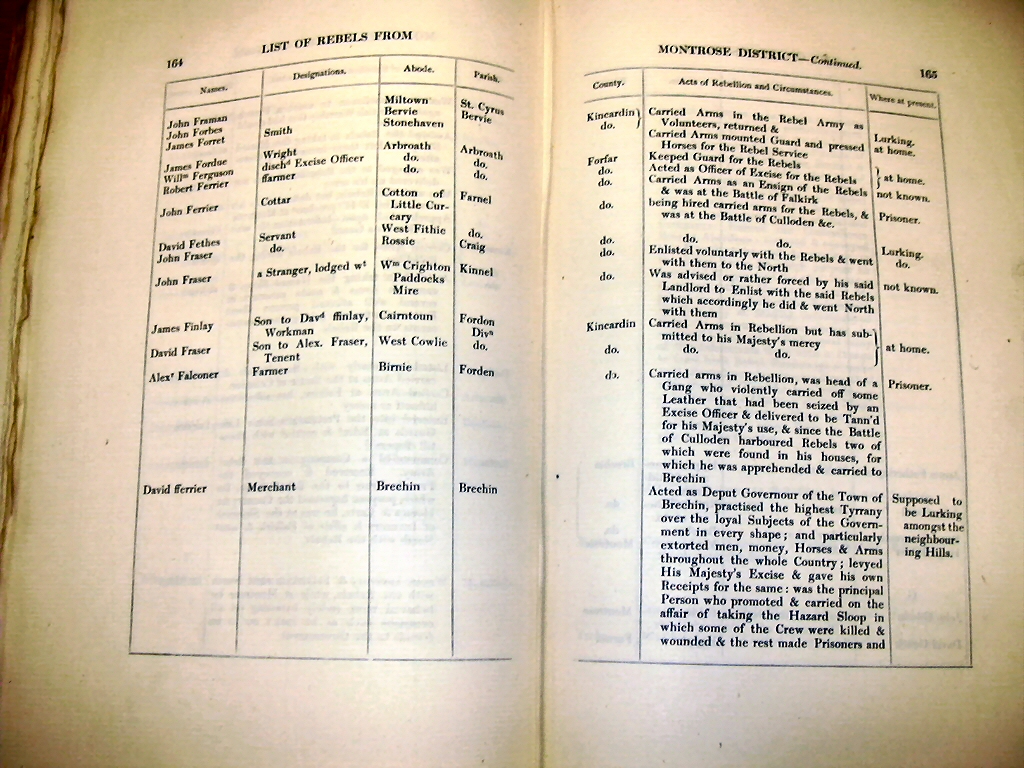 164
LIST OF REBELS FROM
Names.
Designations.
Abode.
Parish.
John Framan
Miltown
St. Cyrus
John Forbes
Bervie
Bervie
James Forret
Smith
Stonehaven
James Fordue
Wright
Arbroath
Arbroath
Willm Ferguson
dischd Excise Officer
do.
do.
Robert Ferrier
ffarmer
do.
do.
John Ferrier
Cottar
Cotton of
Little Cur-
cary
Farnel
David Fethes
Servant
West Fithie
do.
John Fraser
do.
Rossie
Craig
John Fraser
a Stranger, lodged wt
Wm Crighton
Paddocks
Mire
Kinnel
James Finlay
Son to Davd ffinlay,
Workman
Cairntoun
Fordon
Divn
David Fraser
Son to Alex. Fraser,
Tenent
West Cowlie
do.
Alexr Falconer
Farmer
Birnie
Forden
David fferrier
Merchant
Brechin
Brechin
MONTROSE DISTRICT—Continued.
165
County.
Acts of Rebellion and Circumstances.
Where at present.
Kincardin
do.
Carried Arms in the Rebel Army as
Volunteers, returned &
Lurking.
Carried Arms mounted Guard and pressed
Horses for the Rebel Service
at home.
Forfar
Keeped Guard for the Rebels
do.
Acted as Officer of Excise for the Rebels
at home.
do.
Carried Arms as an Ensign of the Rebels
& was at the Battle of Falkirk
not known.
do.
being hired carried arms for the Rebels, &
was at the Battle of Culloden &c.
Prisoner.
do.
do.
do.
Lurking.
do.
Enlisted voluntarly with the Rebels & went
with them to the North
do.
do.
Was advised or rather forced by his said
Landlord to Enlist with the said Rebels
which accordingly he did & went North
with them
not known.
Kincardin
Carried Arms in Rebellion but has sub-
mitted to his Majesty's mercy
at home.
do.
do.
do.
do.
Carried arms in Rebellion, was head of a
Gang who violently carried off some
Leather that had been seized by an
Excise Officer & delivered to be Tann'd
for his Majesty's use, & since the Battle
of Culloden harboured Rebels two of
which were found in his houses, for
which he was apprehended & carried to
Brechin
Prisoner.
Acted as Deput Governour of the Town of
Brechin, practised the highest Tyrrany
over the loyal Subjects of the Govern-
ment in every shape; and particularly
extorted men, money, Horses & Arms
throughout the whole Country; levyed
His Majesty's Excise & gave his own
Receipts for the same: was the principal
Person who promoted & carried on the
affair of taking the Hazard Sloop in
which some of the Crew were killed &
wounded & the rest made Prisoners and
Supposed to
be Lurking
amongst the
neighbour-
ing Hills.